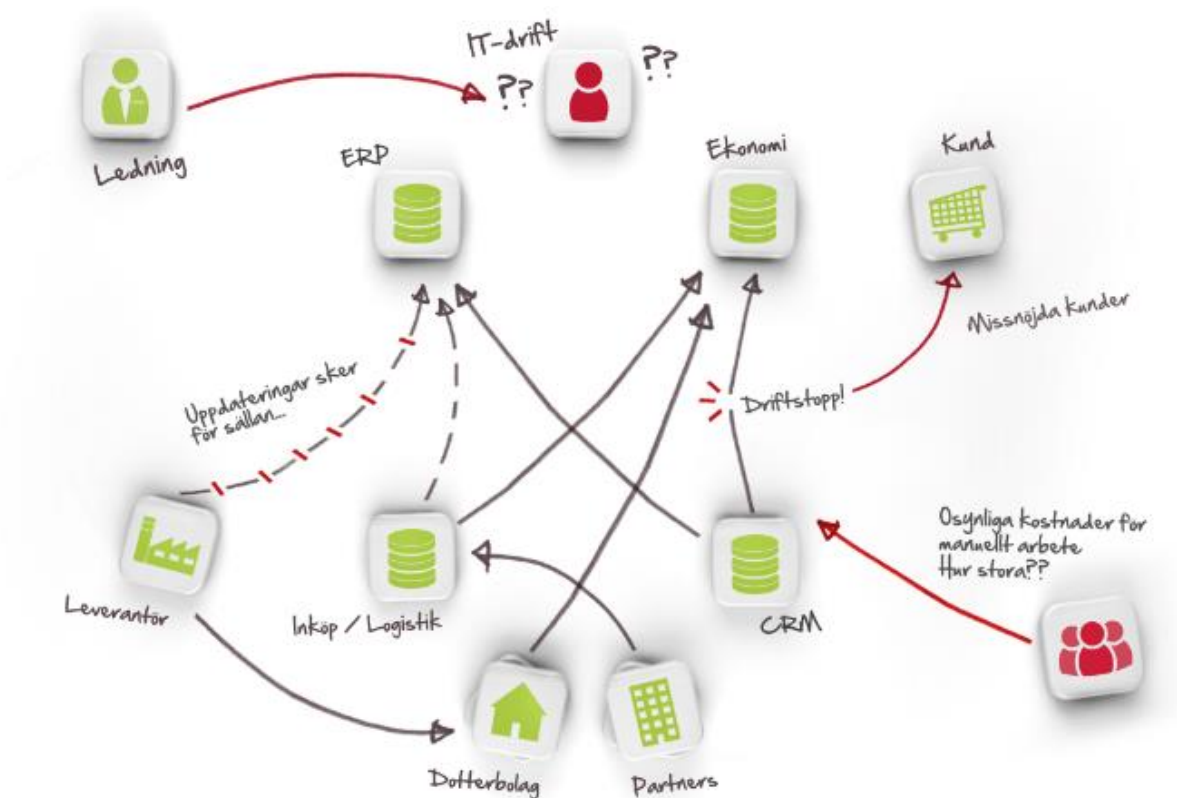 IT-drift
??
??
Ledning
ERP
Ekonomi
Kund
Missnöjda kunder
Uppdateringar sker
för sällan...
Driftstopp!
Osynliga kostnader för
manuellt arbete
Hur stora??
Leverantör
Inköp / Logistik
CRM
Dotterbolag
Partners